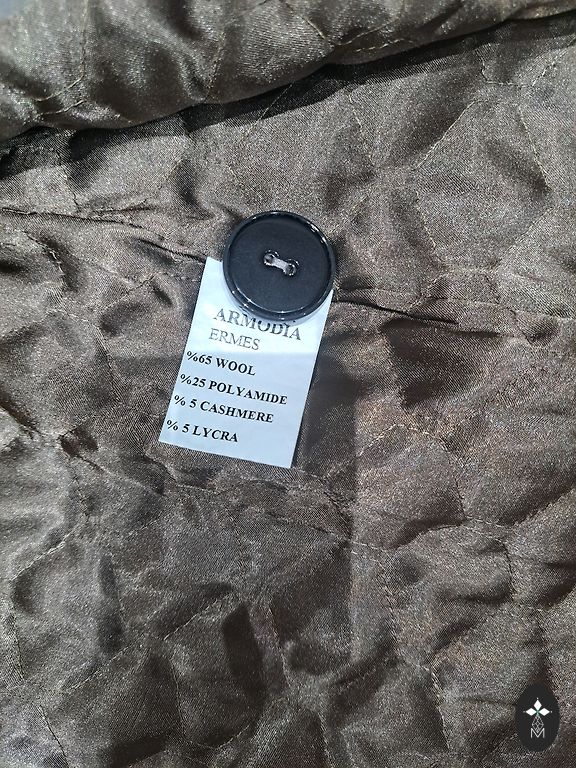 ARMODIA
ERMES
%65 WOOL
%25 POLYAMIDE
% 5 CASHMERE
% 5 LYCRA
M